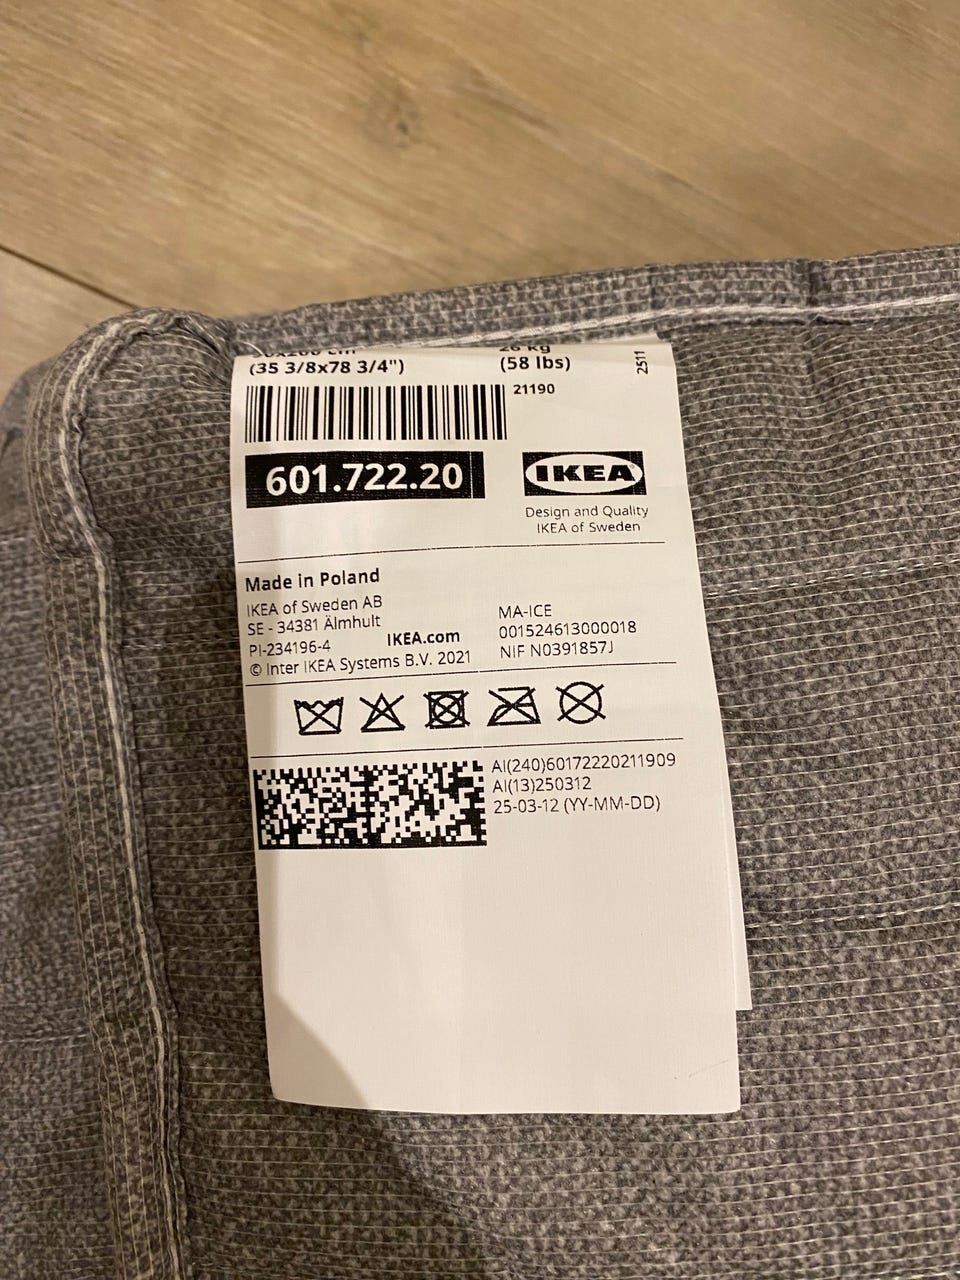 (35 3/8x78 3/4")
(58 lbs)
2511
21190
601.722.20
IKEA
Design and Quality
IKEA of Sweden
Made in Poland
IKEA of Sweden AB
SE - 34381 Älmhult
PI-234196-4
IKEA.com
© Inter IKEA Systems B.V. 2021
MA-ICE
001524613000018
NIF N0391857J
AI(240)60172220211909
AI(13)250312
25-03-12 (YY-MM-DD)